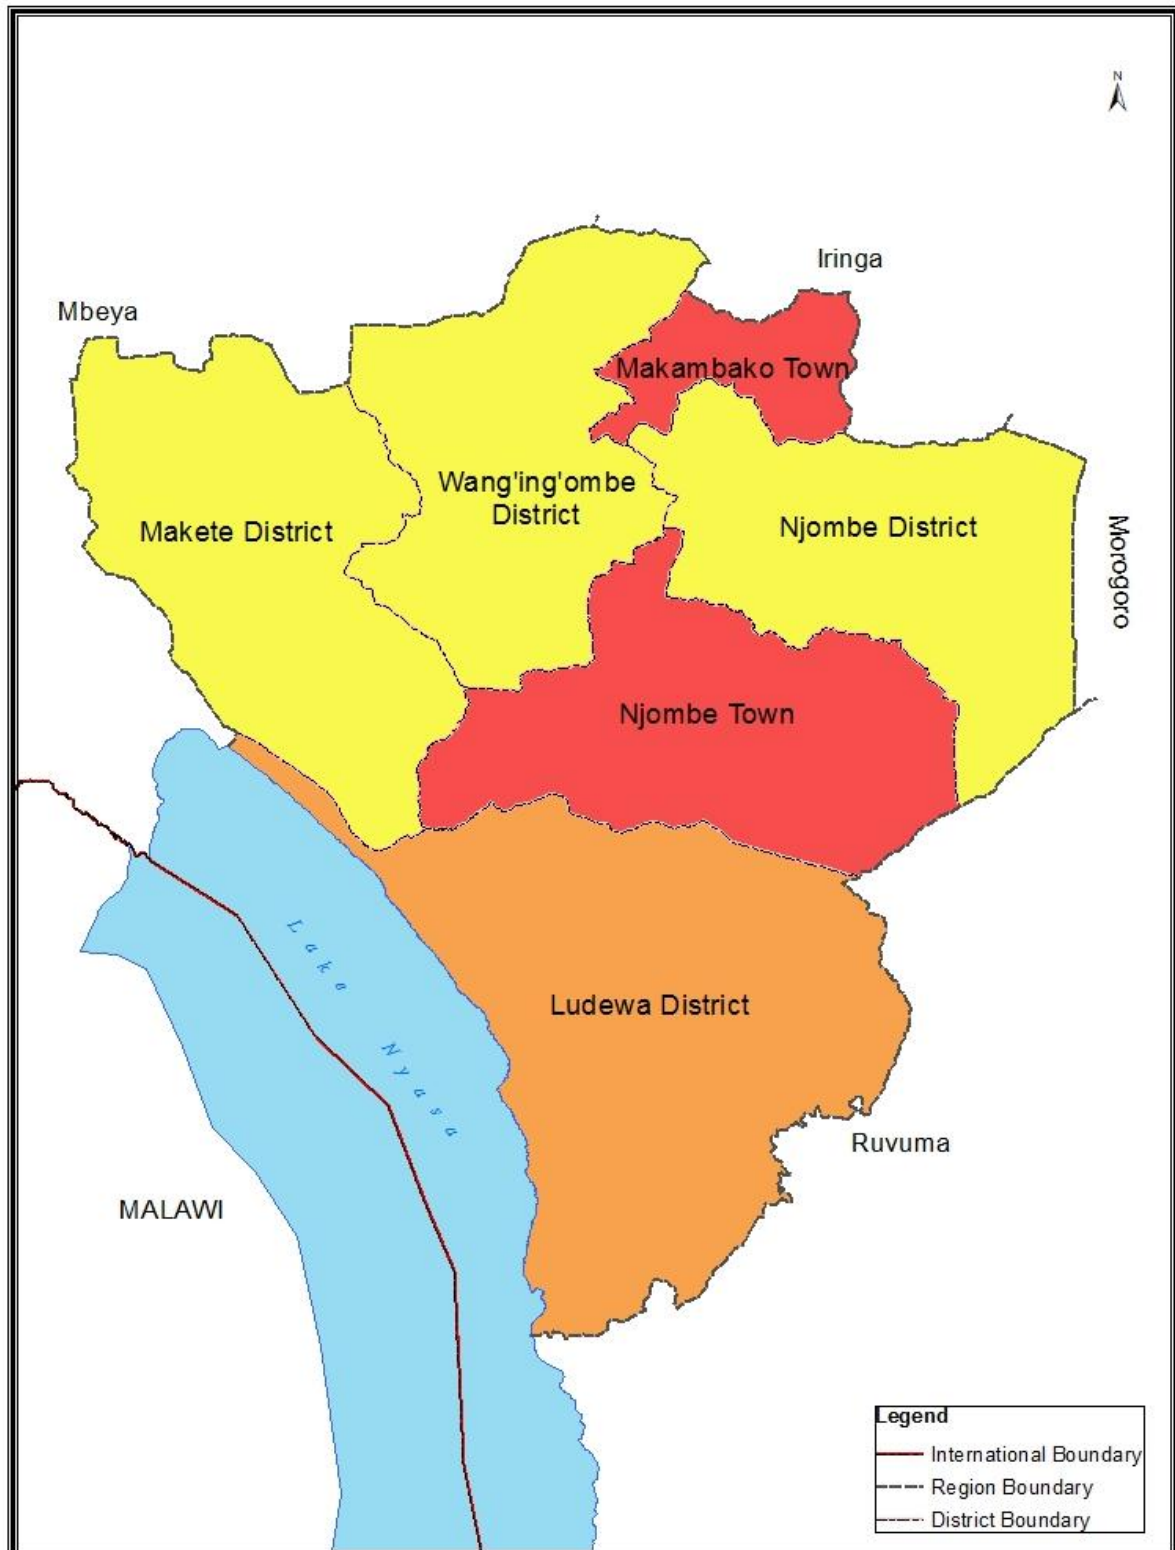 N
Iringa
Mbeya
Makambako Town
Wang'ing'ombe
District
Makete District
Njombe District
Morogoro
Njombe Town
Lake Nyasa
Ludewa District
Ruvuma
MALAWI
Legend
International Boundary
Region Boundary
District Boundary